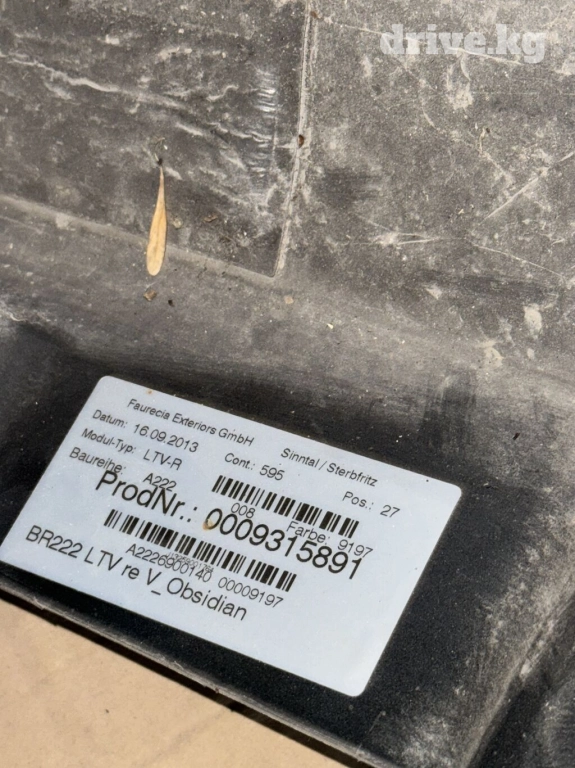 drive.kg
Faurecia Exteriors GmbH Sinntal / Sterbfritz
Datum: 16.09.2013 Cont.: 595 Pos.: 27
Modul-Typ: LTV-R
Baureihe: A222 008 Farbe: 9197
ProdNr.: 0009315891
A2226900140 00009197
BR222 LTV re V_Obsidian